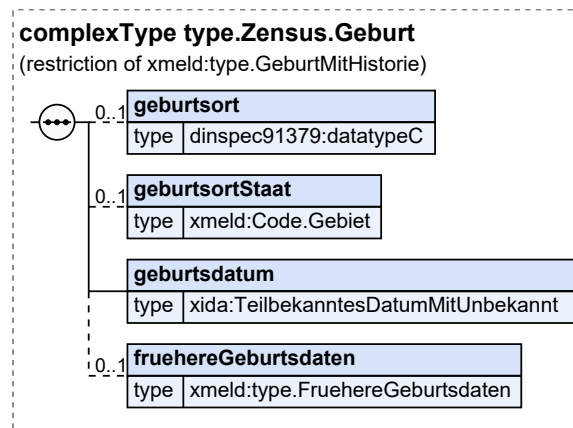 complexType type.Zensus.Geburt
(restriction of xmeld:type.GeburtMitHistorie)
0..1 geburtsort
type dinspec91379:datatypeC
0..1 geburtsortStaat
type xmeld:Code.Gebiet
geburtsdatum
type xida:TeilbekanntesDatumMitUnbekannt
0..1 fruehereGeburtsdaten
type xmeld:type.FruehereGeburtsdaten